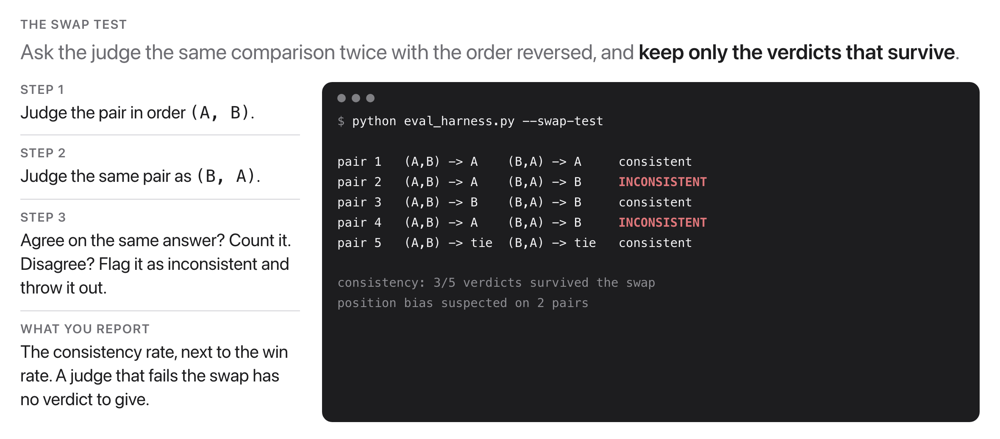 THE SWAP TEST
Ask the judge the same comparison twice with the order reversed, and keep only the verdicts that survive.
STEP 1
Judge the pair in order (A, B).
STEP 2
Judge the same pair as (B, A).
STEP 3
Agree on the same answer? Count it.
Disagree? Flag it as inconsistent and
throw it out.
WHAT YOU REPORT
The consistency rate, next to the win
rate. A judge that fails the swap has
no verdict to give.
$ python eval_harness.py --swap-test
pair 1   (A,B) -> A    (B,A) -> A     consistent
pair 2   (A,B) -> A    (B,A) -> B     INCONSISTENT
pair 3   (A,B) -> B    (B,A) -> B     consistent
pair 4   (A,B) -> A    (B,A) -> B     INCONSISTENT
pair 5   (A,B) -> tie  (B,A) -> tie   consistent
consistency: 3/5 verdicts survived the swap
position bias suspected on 2 pairs